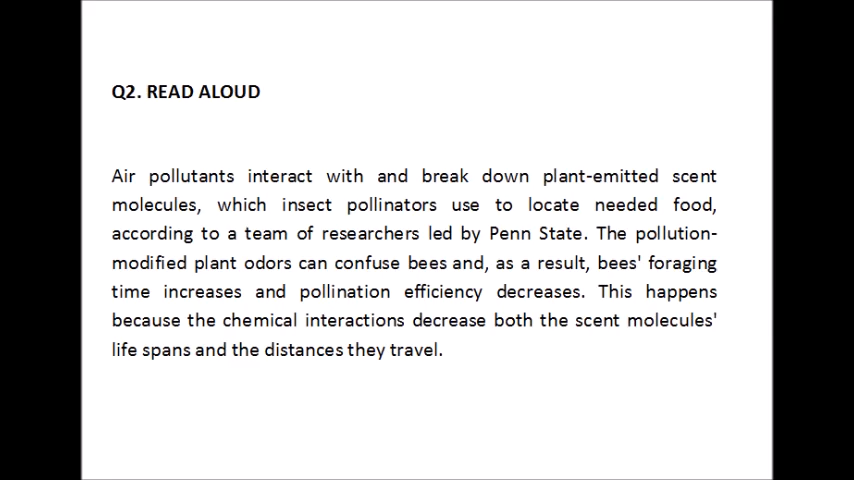 Q2. READ ALOUD
Air pollutants interact with and break down plant-emitted scent
molecules, which insect pollinators use to locate needed food,
according to a team of researchers led by Penn State. The pollution-
modified plant odors can confuse bees and, as a result, bees' foraging
time increases and pollination efficiency decreases. This happens
because the chemical interactions decrease both the scent molecules'
life spans and the distances they travel.